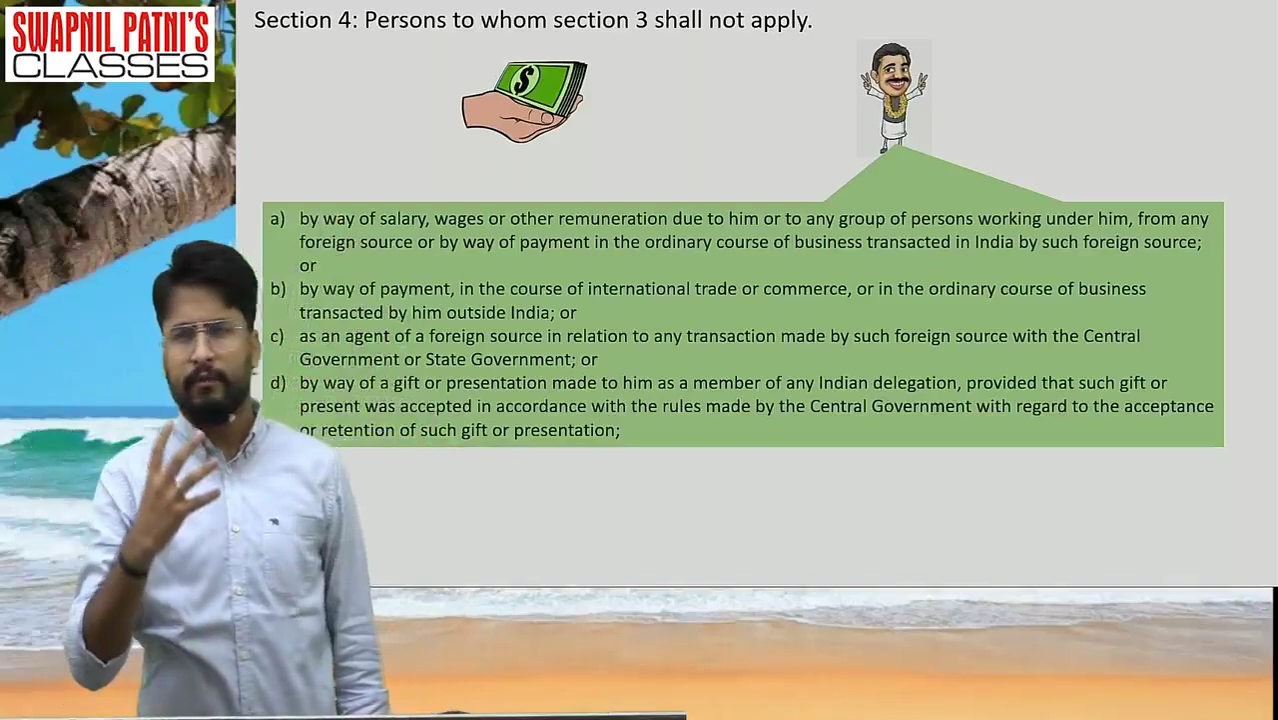 SWAPNIL PATNI'S
CLASSES
Section 4: Persons to whom section 3 shall not apply.
$
a) by way of salary, wages or other remuneration due to him or to any group of persons working under him, from any
foreign source or by way of payment in the ordinary course of business transacted in India by such foreign source;
or
b) by way of payment, in the course of international trade or commerce, or in the ordinary course of business
transacted by him outside India; or
c) as an agent of a foreign source in relation to any transaction made by such foreign source with the Central
Government or State Government; or
d) by way of a gift or presentation made to him as a member of any Indian delegation, provided that such gift or
present was accepted in accordance with the rules made by the Central Government with regard to the acceptance
or retention of such gift or presentation;